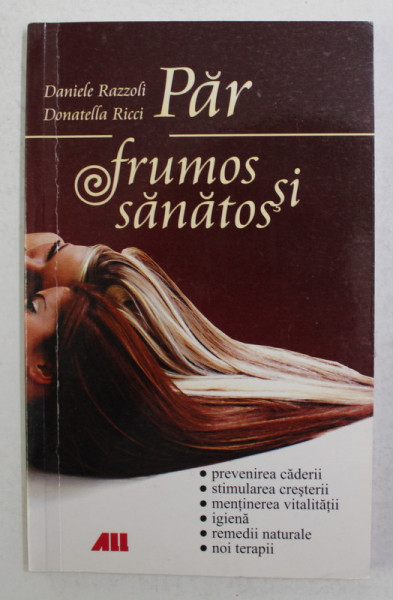 Daniele Razzoli
Donatella Ricci
Păr
frumos
și
sănătos
• prevenirea căderii
• stimularea creșterii
• menținerea vitalității
• igienă
• remedii naturale
• noi terapii
ALL